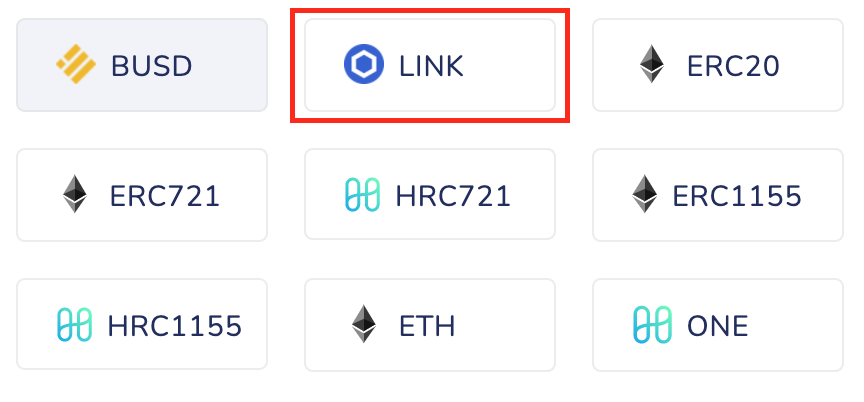 BUSD
LINK
ERC20
ERC721
HRC721
ERC1155
HRC1155
ETH
ONE